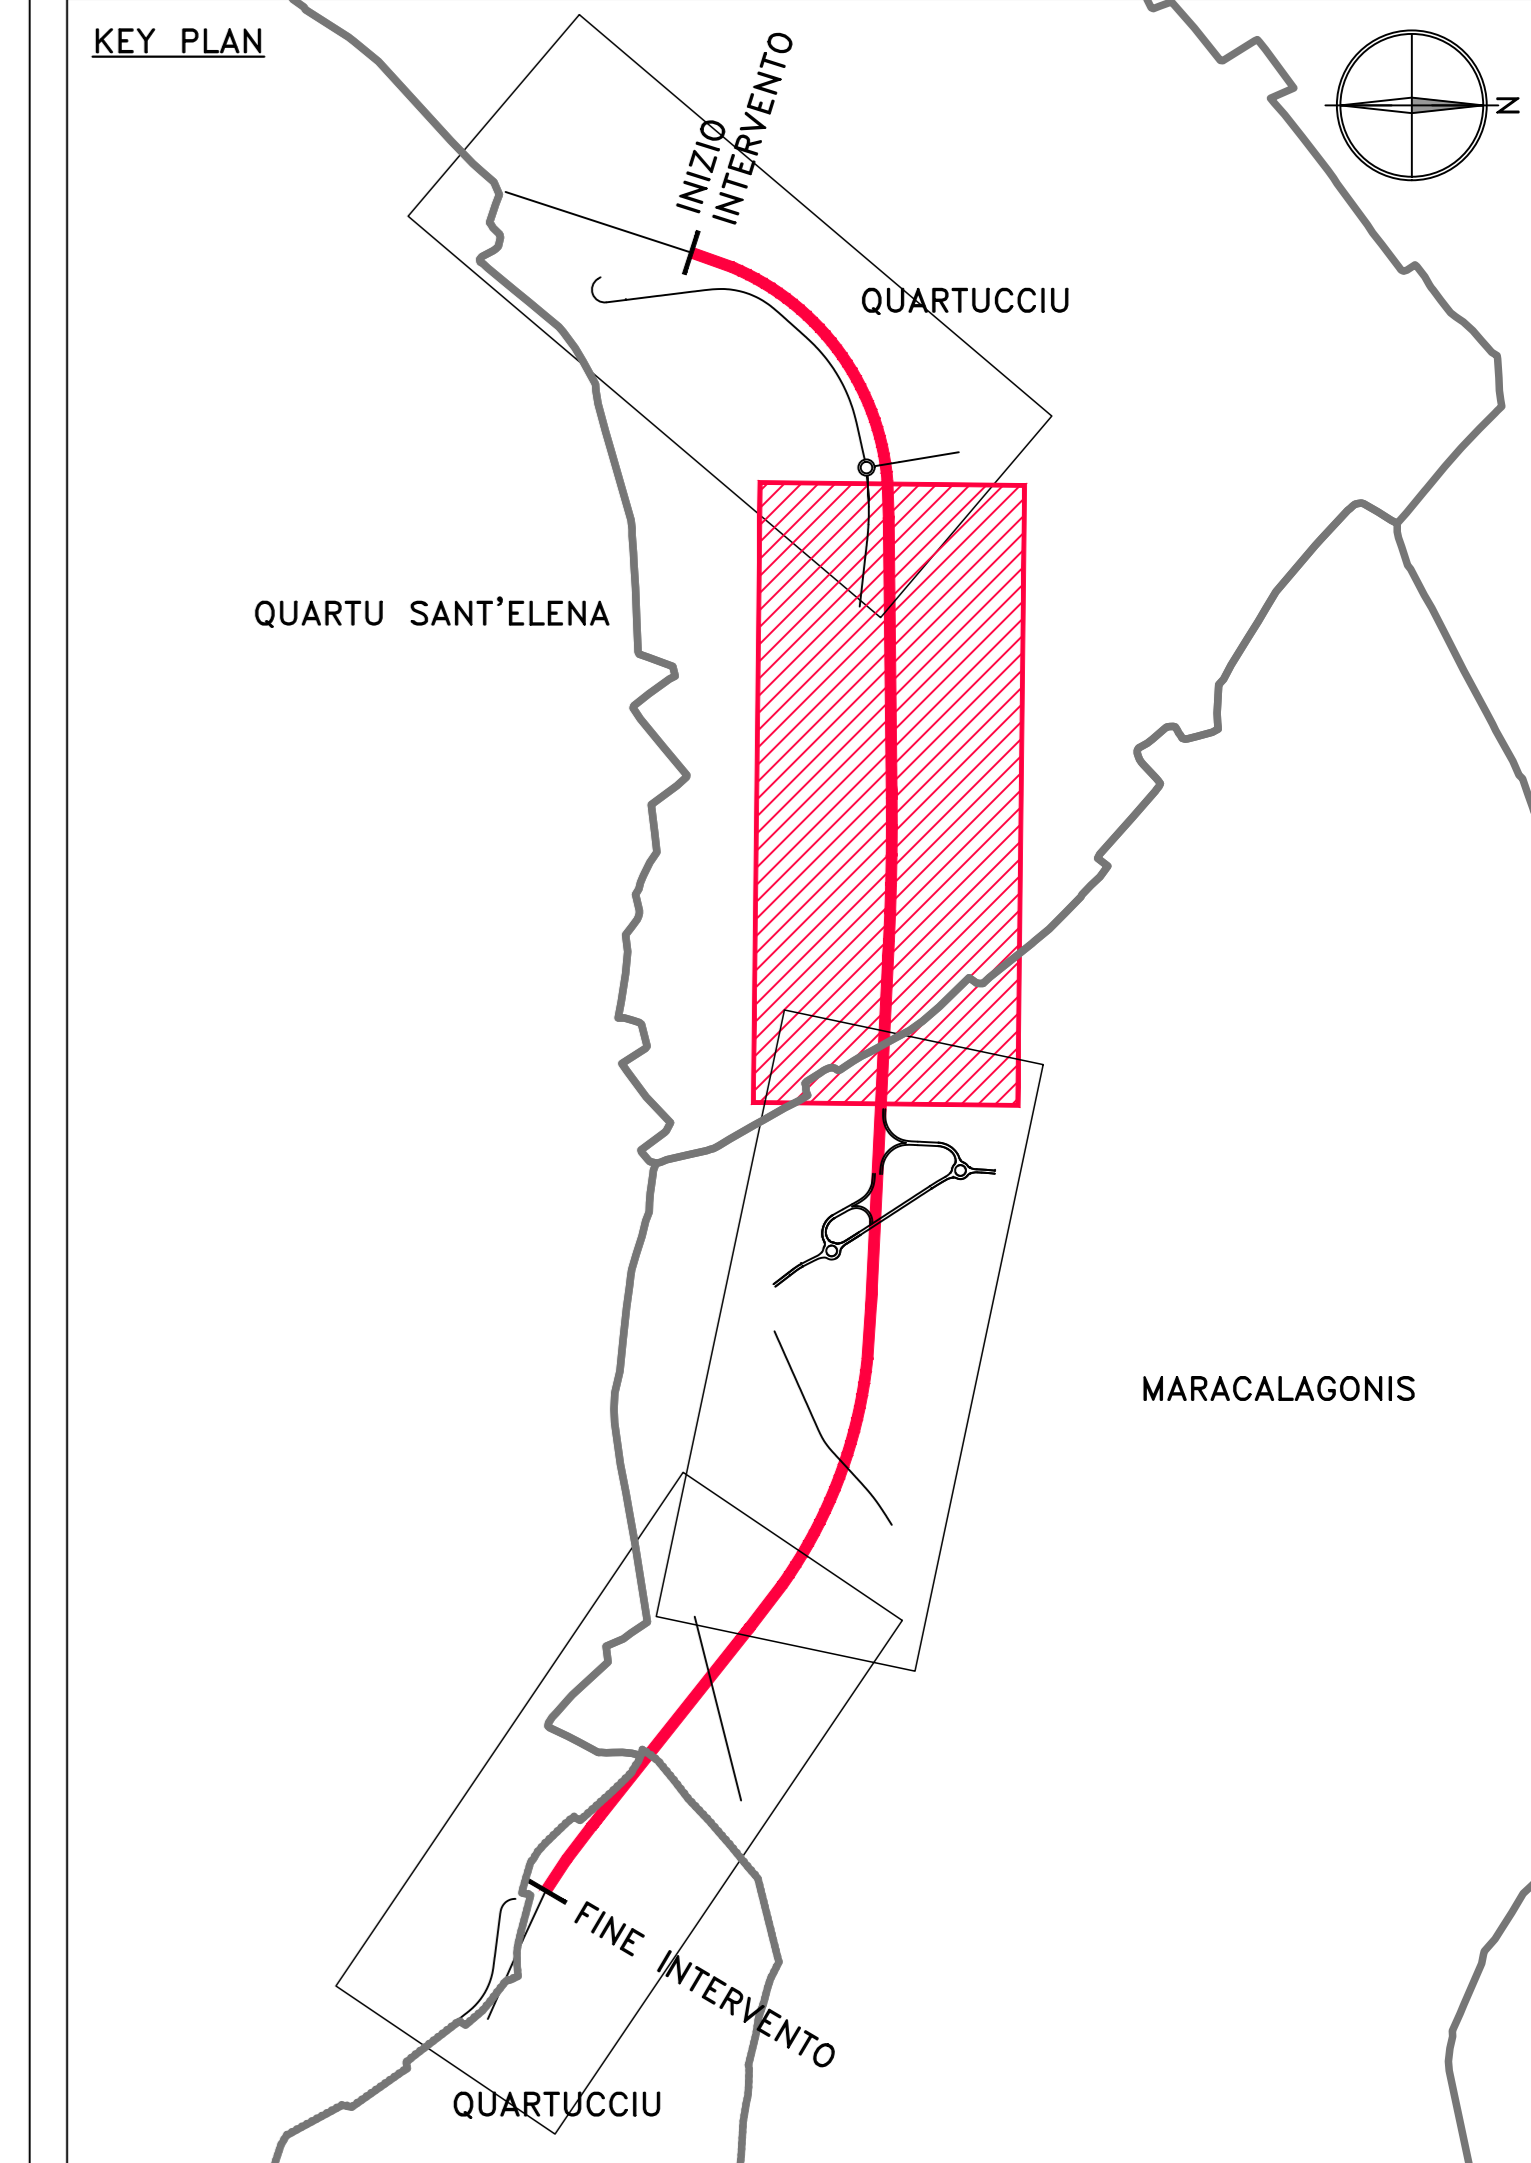 KEY PLAN
INIZIO
INTERVENTO
N
QUARTUCCIU
QUARTU SANT'ELENA
MARACALAGONIS
FINE INTERVENTO
QUARTUCCIU